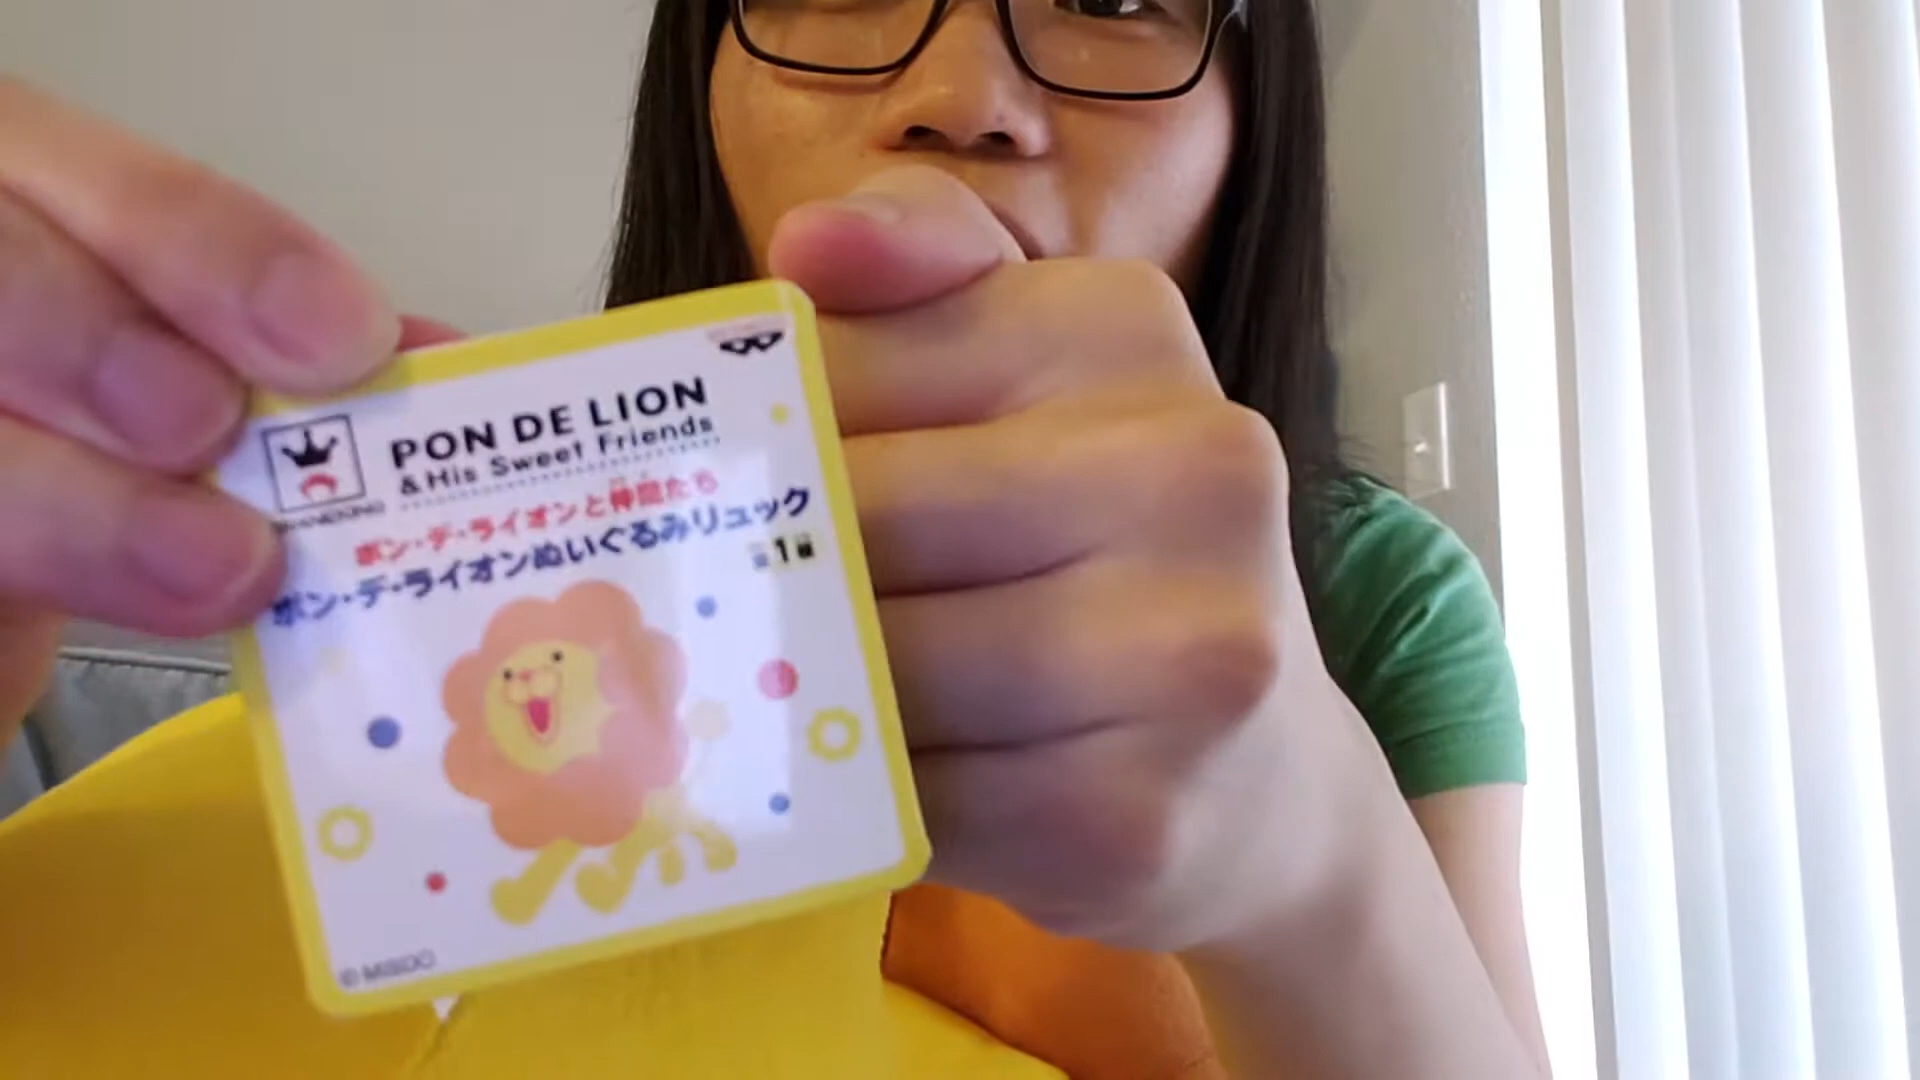 PON DE LION
& His Sweet Friends
ポン・デ・ライオンと仲間たち
ポン・デ・ライオンぬいぐるみリュック
全1種
© MISDO